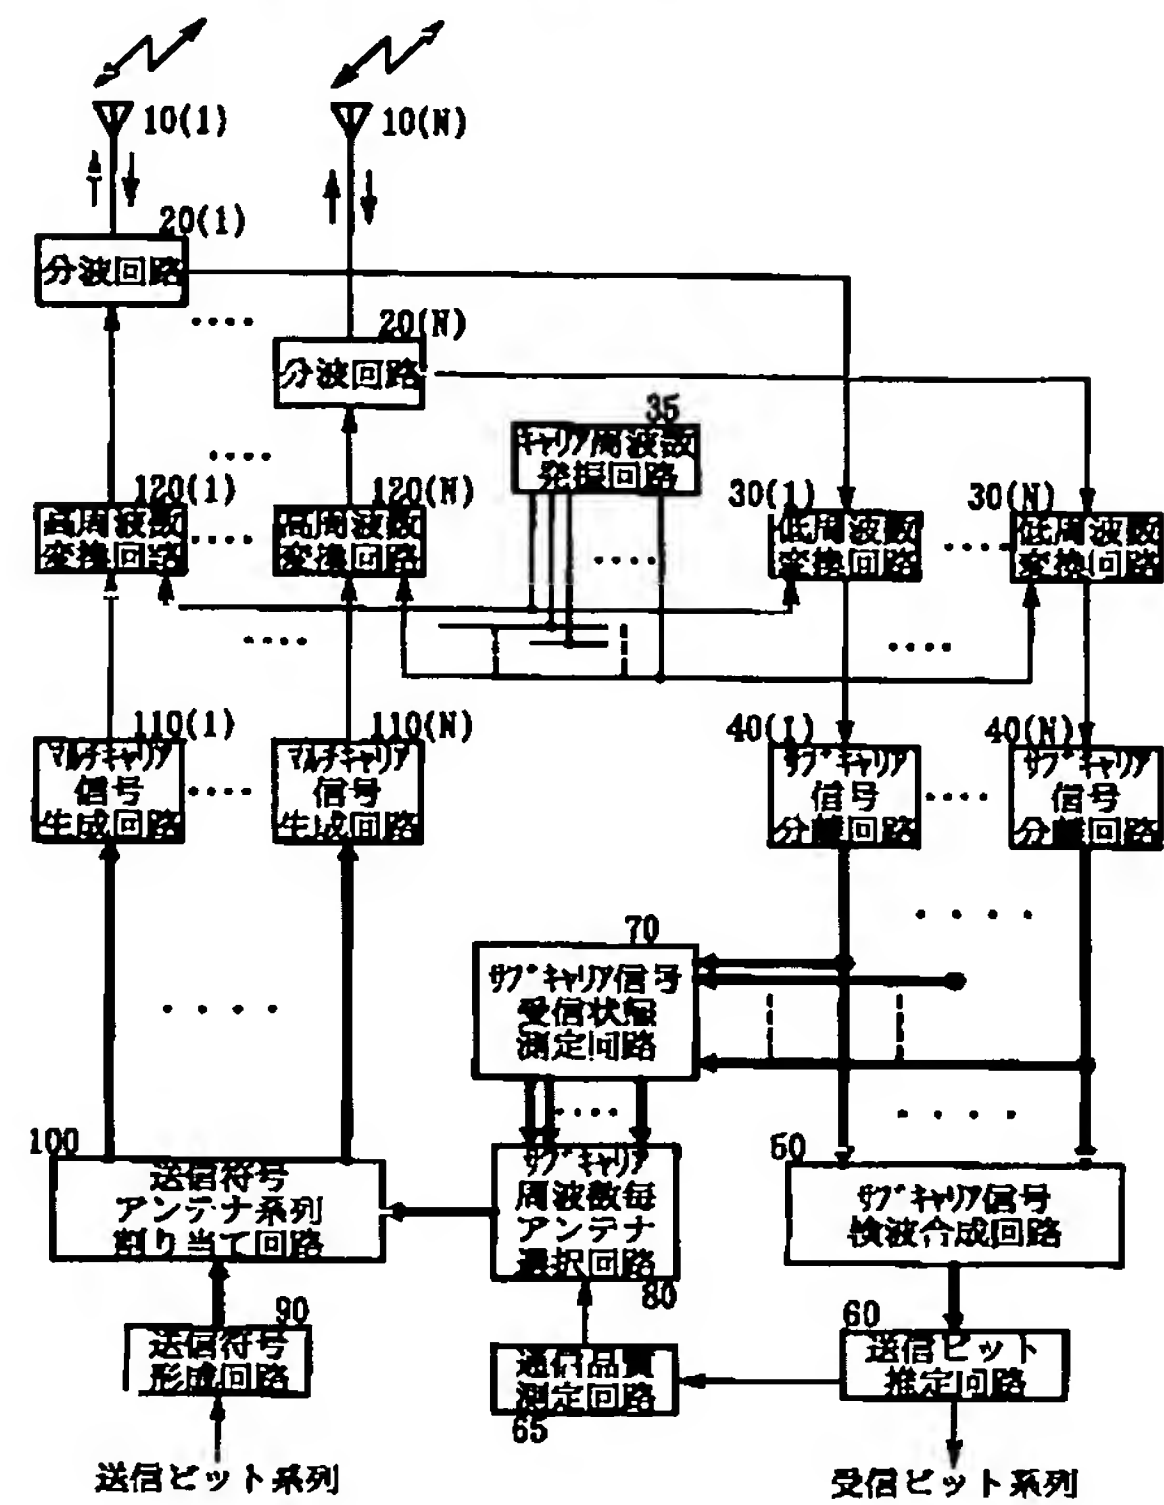 10(1)
10(N)
20(1)
分波回路
20(N)
分波回路
35
キャリア周波数
発振回路
120(1)
高周波数
変換回路
120(N)
高周波数
変換回路
30(1)
低周波数
変換回路
30(N)
低周波数
変換回路
110(1)
マルチキャリア
信号
生成回路
110(N)
マルチキャリア
信号
生成回路
40(1)
サブキャリア
信号
分離回路
40(N)
サブキャリア
信号
分離回路
70
サブキャリア信号
受信状態
測定回路
100
送信符号
アンテナ系列
割り当て回路
サブキャリア
周波数毎
アンテナ
選択回路
80
50
サブキャリア信号
検波合成回路
90
送信符号
形成回路
通信品質
測定回路
65
60
送信ビット
推定回路
送信ビット系列
受信ビット系列